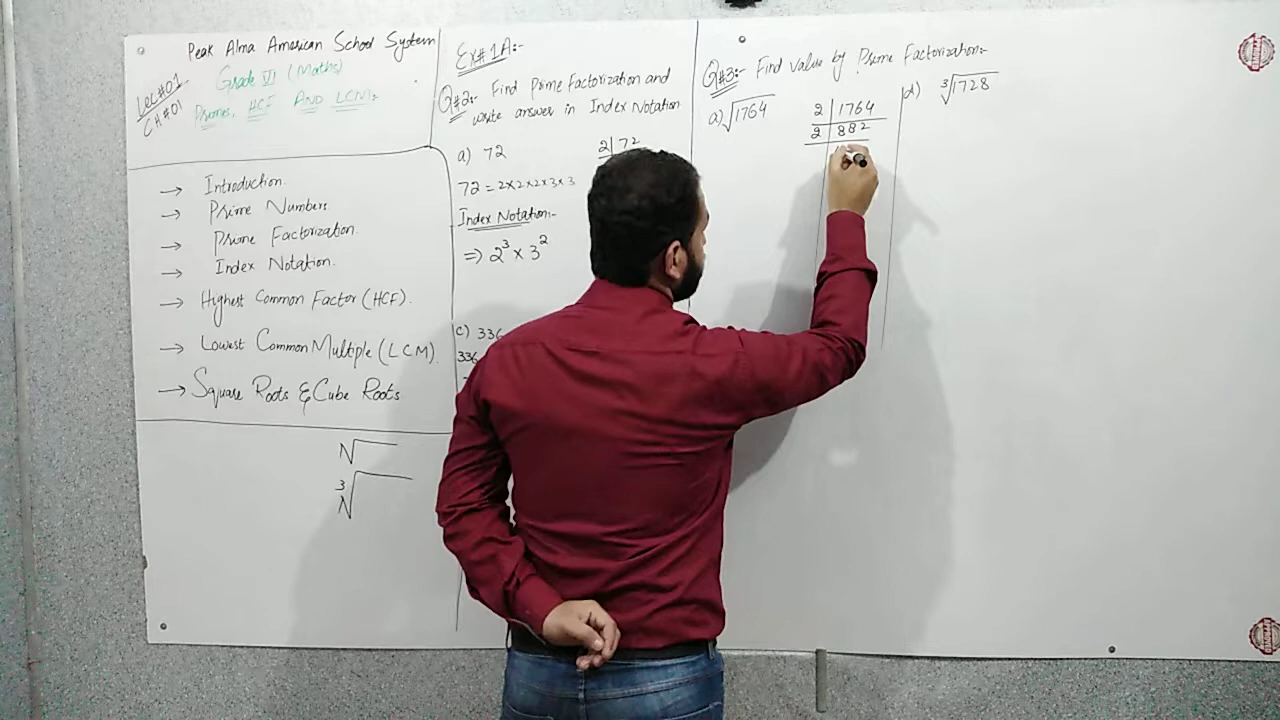 Peak Alma American School System
Lec#01
CH#01
Grade VI (Maths)
Primes, HCF AND LCM,
→ Introduction.
→ Prime Numbers.
→ Prime Factorization.
→ Index Notation.
→ Highest Common Factor (HCF).
→ Lowest Common Multiple (LCM)
→ Square Roots & Cube Roots
√
3√
Ex# 1A:-
Q#2:- Find Prime Factorization and
write answer in Index Notation
a) 72
2 | 72
72 = 2×2×2×3×3
Index Notation:-
⇒ 2³ × 3²
c) 336
336
Q#3:- Find Value by Prime Factorization:-
a) √1764
2 | 1764
2 | 882
d) ³√1728